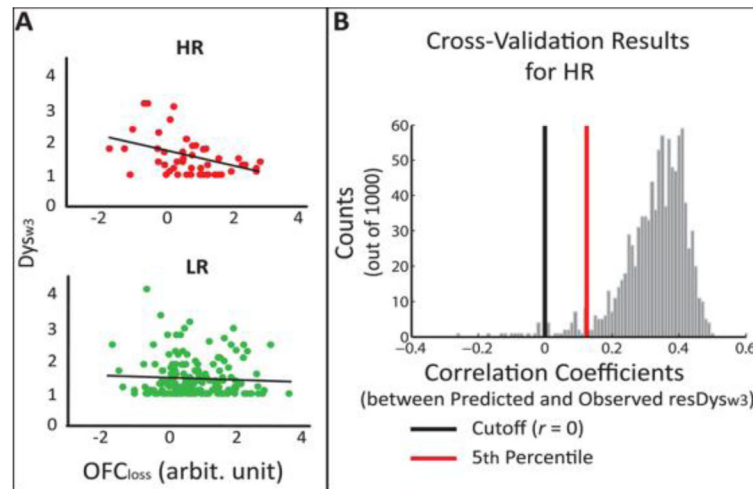 A
HR
4
3
2
1
-2 0 2 4
LR
4
3
2
1
-2 0 2 4
Dysw3
OFCloss (arbit. unit)
B
Cross-Validation Results
for HR
Counts
(out of 1000)
60
50
40
30
20
10
0
−0.4 −0.2 0 0.2 0.4 0.6
Correlation Coefficients
(between Predicted and Observed resDysw3)
Cutoff (r = 0)
5th Percentile